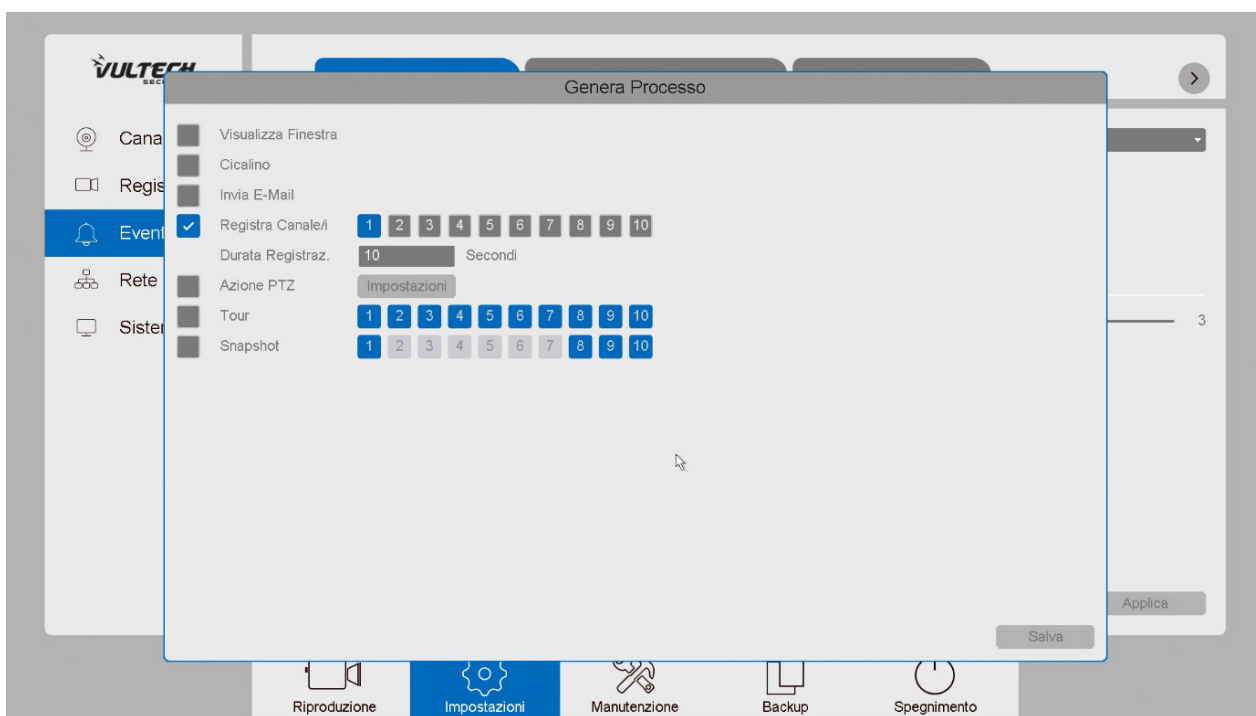 VULTECH
Genera Processo
Visualizza Finestra
Cicalino
Invia E-Mail
Registra Canale/i 1 2 3 4 5 6 7 8 9 10
Durata Registraz. 10 Secondi
Azione PTZ Impostazioni
Tour 1 2 3 4 5 6 7 8 9 10
Snapshot 1 2 3 4 5 6 7 8 9 10
Salva
Cana
Regis
Event
Rete
Sister
3
Applica
Riproduzione Impostazioni Manutenzione Backup Spegnimento